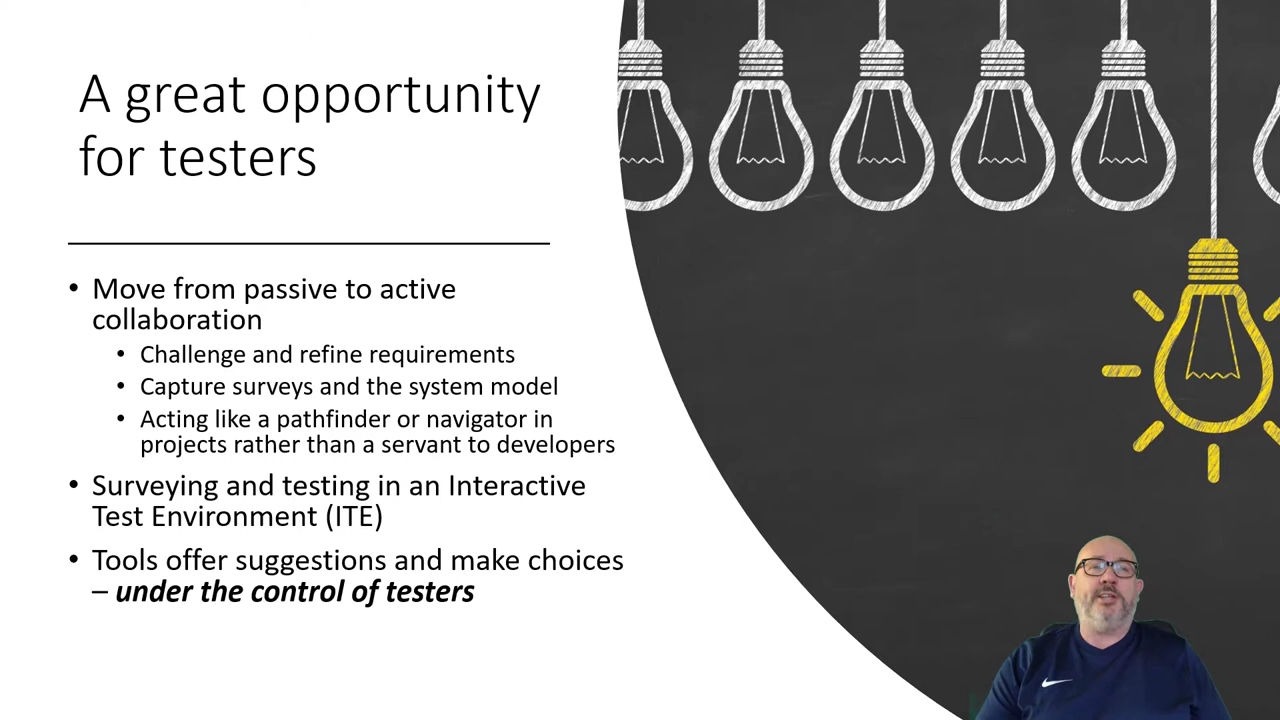 A great opportunity
for testers
• Move from passive to active
collaboration
• Challenge and refine requirements
• Capture surveys and the system model
• Acting like a pathfinder or navigator in
projects rather than a servant to developers
• Surveying and testing in an Interactive
Test Environment (ITE)
• Tools offer suggestions and make choices
– under the control of testers